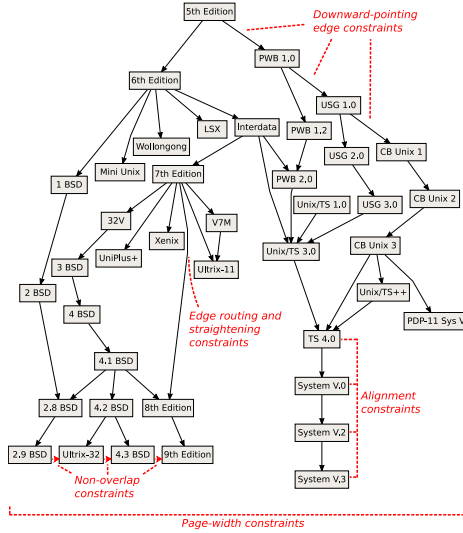 5th Edition
Downward-pointing
edge constraints
PWB 1,0
6th Edition
USG 1.0
LSX
Interdata
PWB 1,2
Wollongong
USG 2.0
CB Unix 1
Mini Unix
7th Edition
1 BSD
PWB 2,0
CB Unix 2
Unix/TS 1,0
USG 3,0
32V
V7M
Xenix
CB Unix 3
Unix/TS 3,0
UniPlus+
3 BSD
Ultrix-11
2 BSD
Unix/TS++
4 BSD
Edge routing and
straightening
constraints
PDP-11 Sys V
TS 4.0
4.1 BSD
System V.0
Alignment
constraints
2.8 BSD
4.2 BSD
8th Edition
System V,2
2.9 BSD
Ultrix-32
4.3 BSD
9th Edition
Non-overlap
constraints
System V,3
Page-width constraints